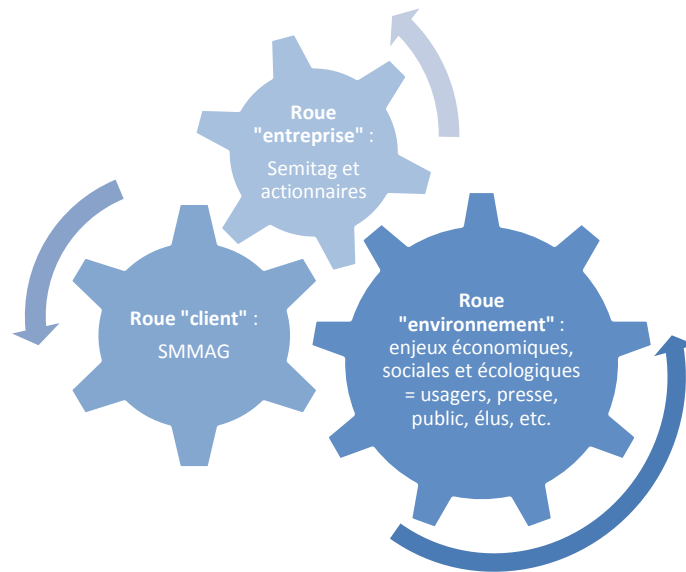 Roue
"entreprise" :
Semitag et
actionnaires
Roue "client" :
SMMAG
Roue
"environnement" :
enjeux économiques,
sociales et écologiques
= usagers, presse,
public, élus, etc.